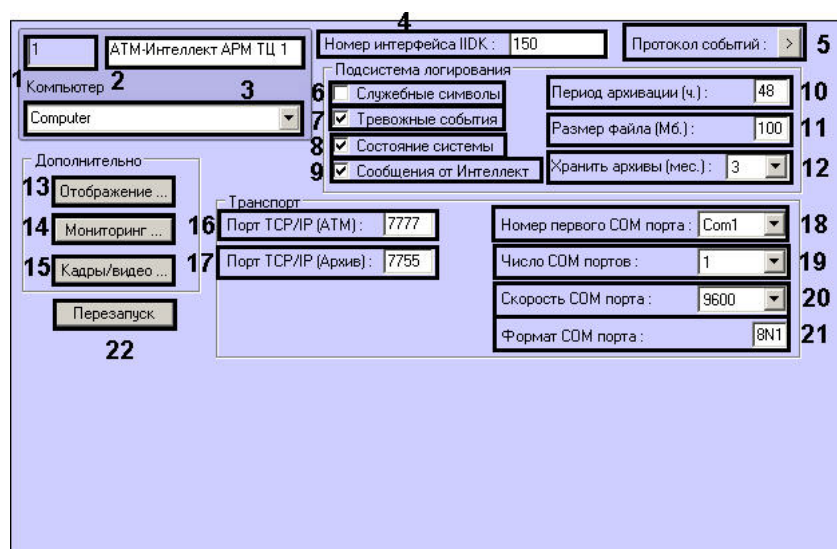 4
1 АТМ-Интеллект АРМ ТЦ 1 Номер интерфейса IIDK : 150 Протокол событий : > 5
1 2 3
Компьютер
Computer
Подсистема логирования
6 Служебные символы Период архивации (ч.) : 48 10
7 Тревожные события Размер файла (Мб.) : 100 11
8 Состояние системы
9 Сообщения от Интеллект Хранить архивы (мес.) : 3 12
Дополнительно
13 Отображение ...
14 Мониторинг ...
15 Кадры/видео ...
Перезапуск
22
Транспорт
16 Порт TCP/IP (АТМ) : 7777 Номер первого COM порта : Com1 18
17 Порт TCP/IP (Архив) : 7755 Число COM портов : 1 19
Скорость COM порта : 9600 20
Формат COM порта : 8N1 21